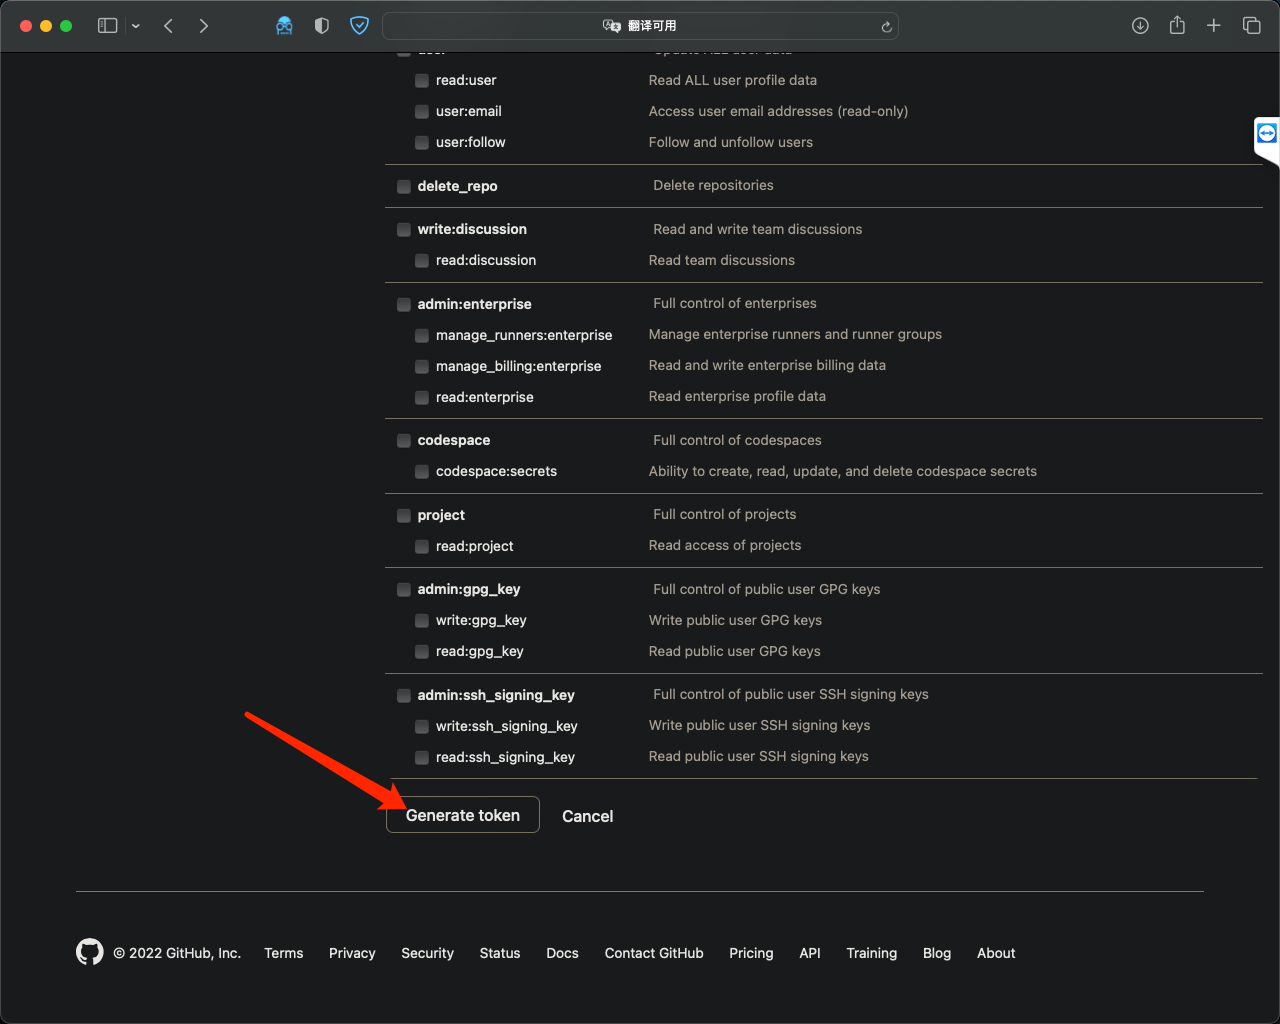 翻译可用
user Update ALL user data
read:user Read ALL user profile data
user:email Access user email addresses (read-only)
user:follow Follow and unfollow users
delete_repo Delete repositories
write:discussion Read and write team discussions
read:discussion Read team discussions
admin:enterprise Full control of enterprises
manage_runners:enterprise Manage enterprise runners and runner groups
manage_billing:enterprise Read and write enterprise billing data
read:enterprise Read enterprise profile data
codespace Full control of codespaces
codespace:secrets Ability to create, read, update, and delete codespace secrets
project Full control of projects
read:project Read access of projects
admin:gpg_key Full control of public user GPG keys
write:gpg_key Write public user GPG keys
read:gpg_key Read public user GPG keys
admin:ssh_signing_key Full control of public user SSH signing keys
write:ssh_signing_key Write public user SSH signing keys
read:ssh_signing_key Read public user SSH signing keys
Generate token Cancel
© 2022 GitHub, Inc. Terms Privacy Security Status Docs Contact GitHub Pricing API Training Blog About